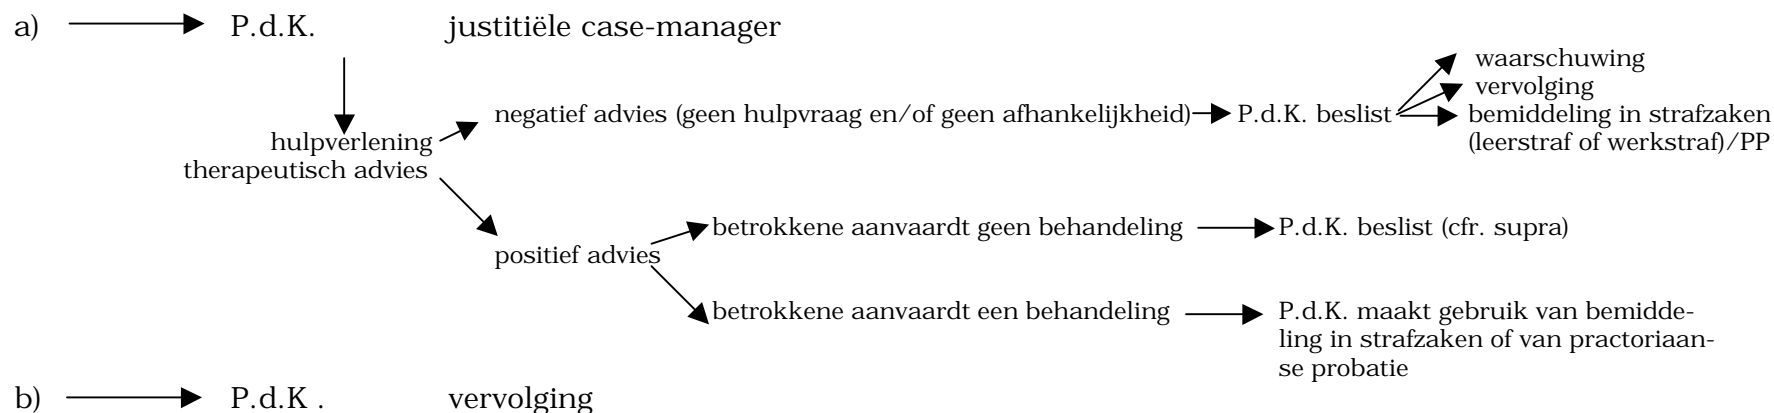 a) P.d.K. justitiële case-manager
waarschuwing
vervolging
negatief advies (geen hulpvraag en/of geen afhankelijkheid) P.d.K. beslist bemiddeling in strafzaken
(leerstraf of werkstraf)/PP
hulpverlening
therapeutisch advies
betrokkene aanvaardt geen behandeling P.d.K. beslist (cfr. supra)
positief advies
betrokkene aanvaardt een behandeling P.d.K. maakt gebruik van bemidde-
ling in strafzaken of van practoriaan-
se probatie
b) P.d.K . vervolging